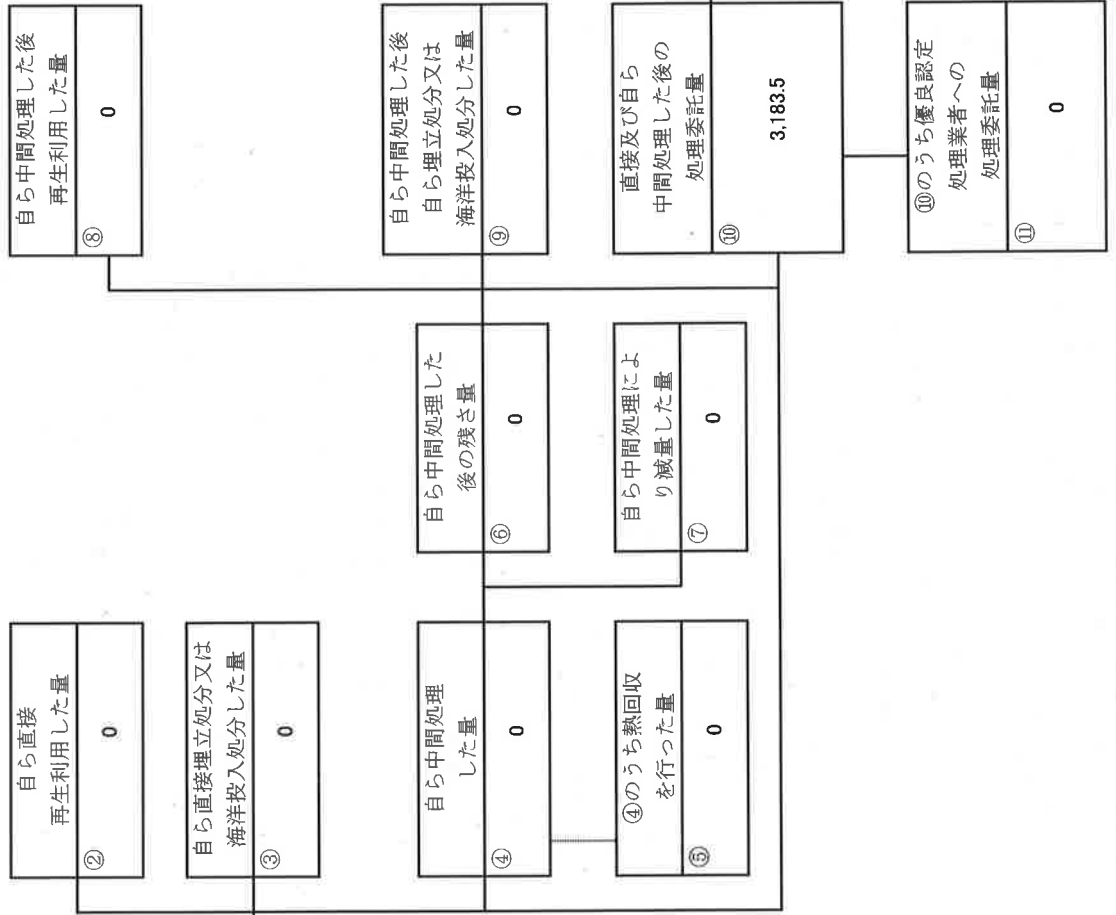 自ら直接
再生利用した量
②
0
自ら直接埋立処分又は
海洋投入処分した量
③
0
自ら中間処理
した量
④
0
④のうち熱回収
を行った量
⑤
0
自ら中間処理した
後の残さ量
⑥
0
自ら中間処理によ
り減量した量
⑦
0
自ら中間処理した後
再生利用した量
⑧
0
自ら中間処理した後
自ら埋立処分又は
海洋投入処分した量
⑨
0
直接及び自ら
中間処理した後の
処理委託量
⑩
3,183.5
⑩のうち優良認定
処理業者への
処理委託量
⑪
0